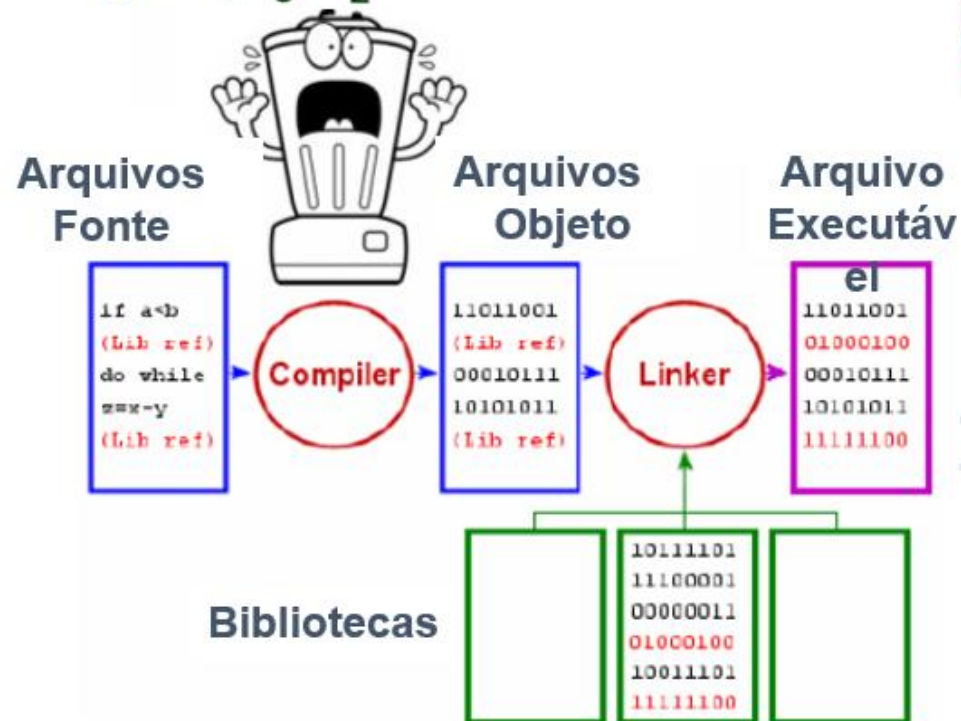 Arquivos
Fonte
Arquivos
Objeto
Arquivo
Executáv
el
if a<b
(Lib ref)
do while
z=x-y
(Lib ref)
Compiler
11011001
(Lib ref)
00010111
10101011
(Lib ref)
Linker
11011001
01000100
00010111
10101011
11111100
Bibliotecas
10111101
11100001
00000011
01000100
10011101
11111100